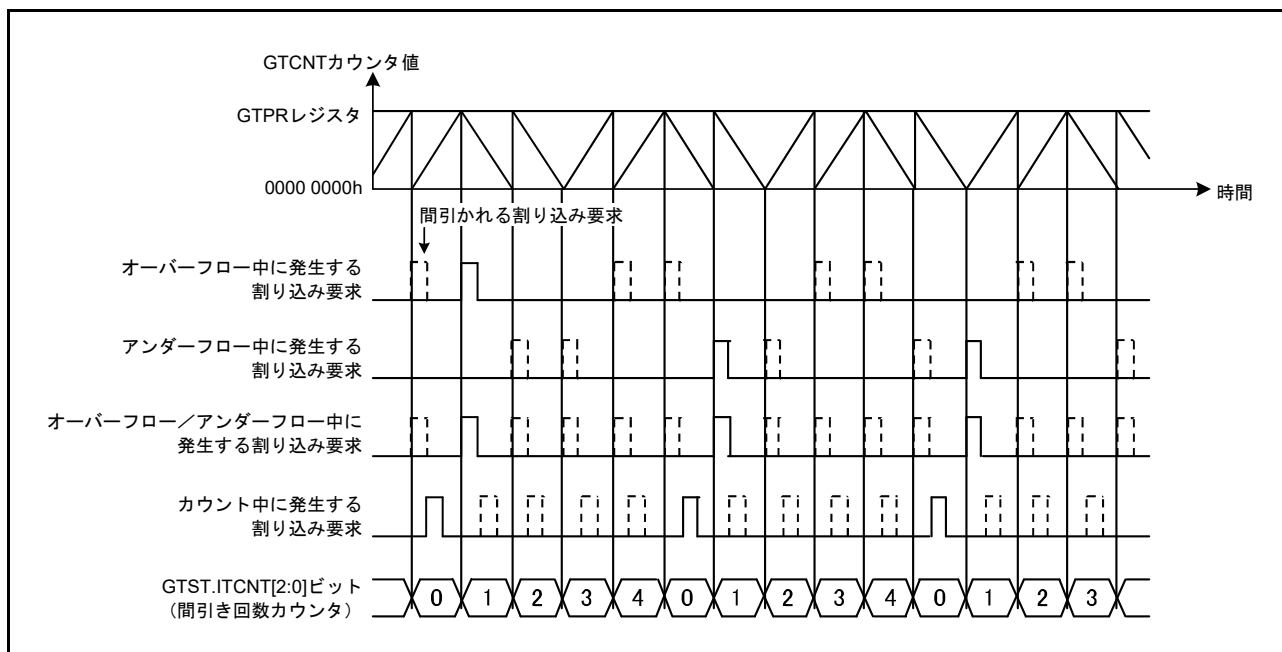 GTCNTカウンタ値
GTPRレジスタ
0000 0000h
時間
間引かれる割り込み要求
オーバーフロー中に発生する
割り込み要求
アンダーフロー中に発生する
割り込み要求
オーバーフロー／アンダーフロー中に
発生する割り込み要求
カウント中に発生する
割り込み要求
GTST.ITCNT[2:0]ビット
（間引き回数カウンタ）
0 1 2 3 4 0 1 2 3 4 0 1 2 3